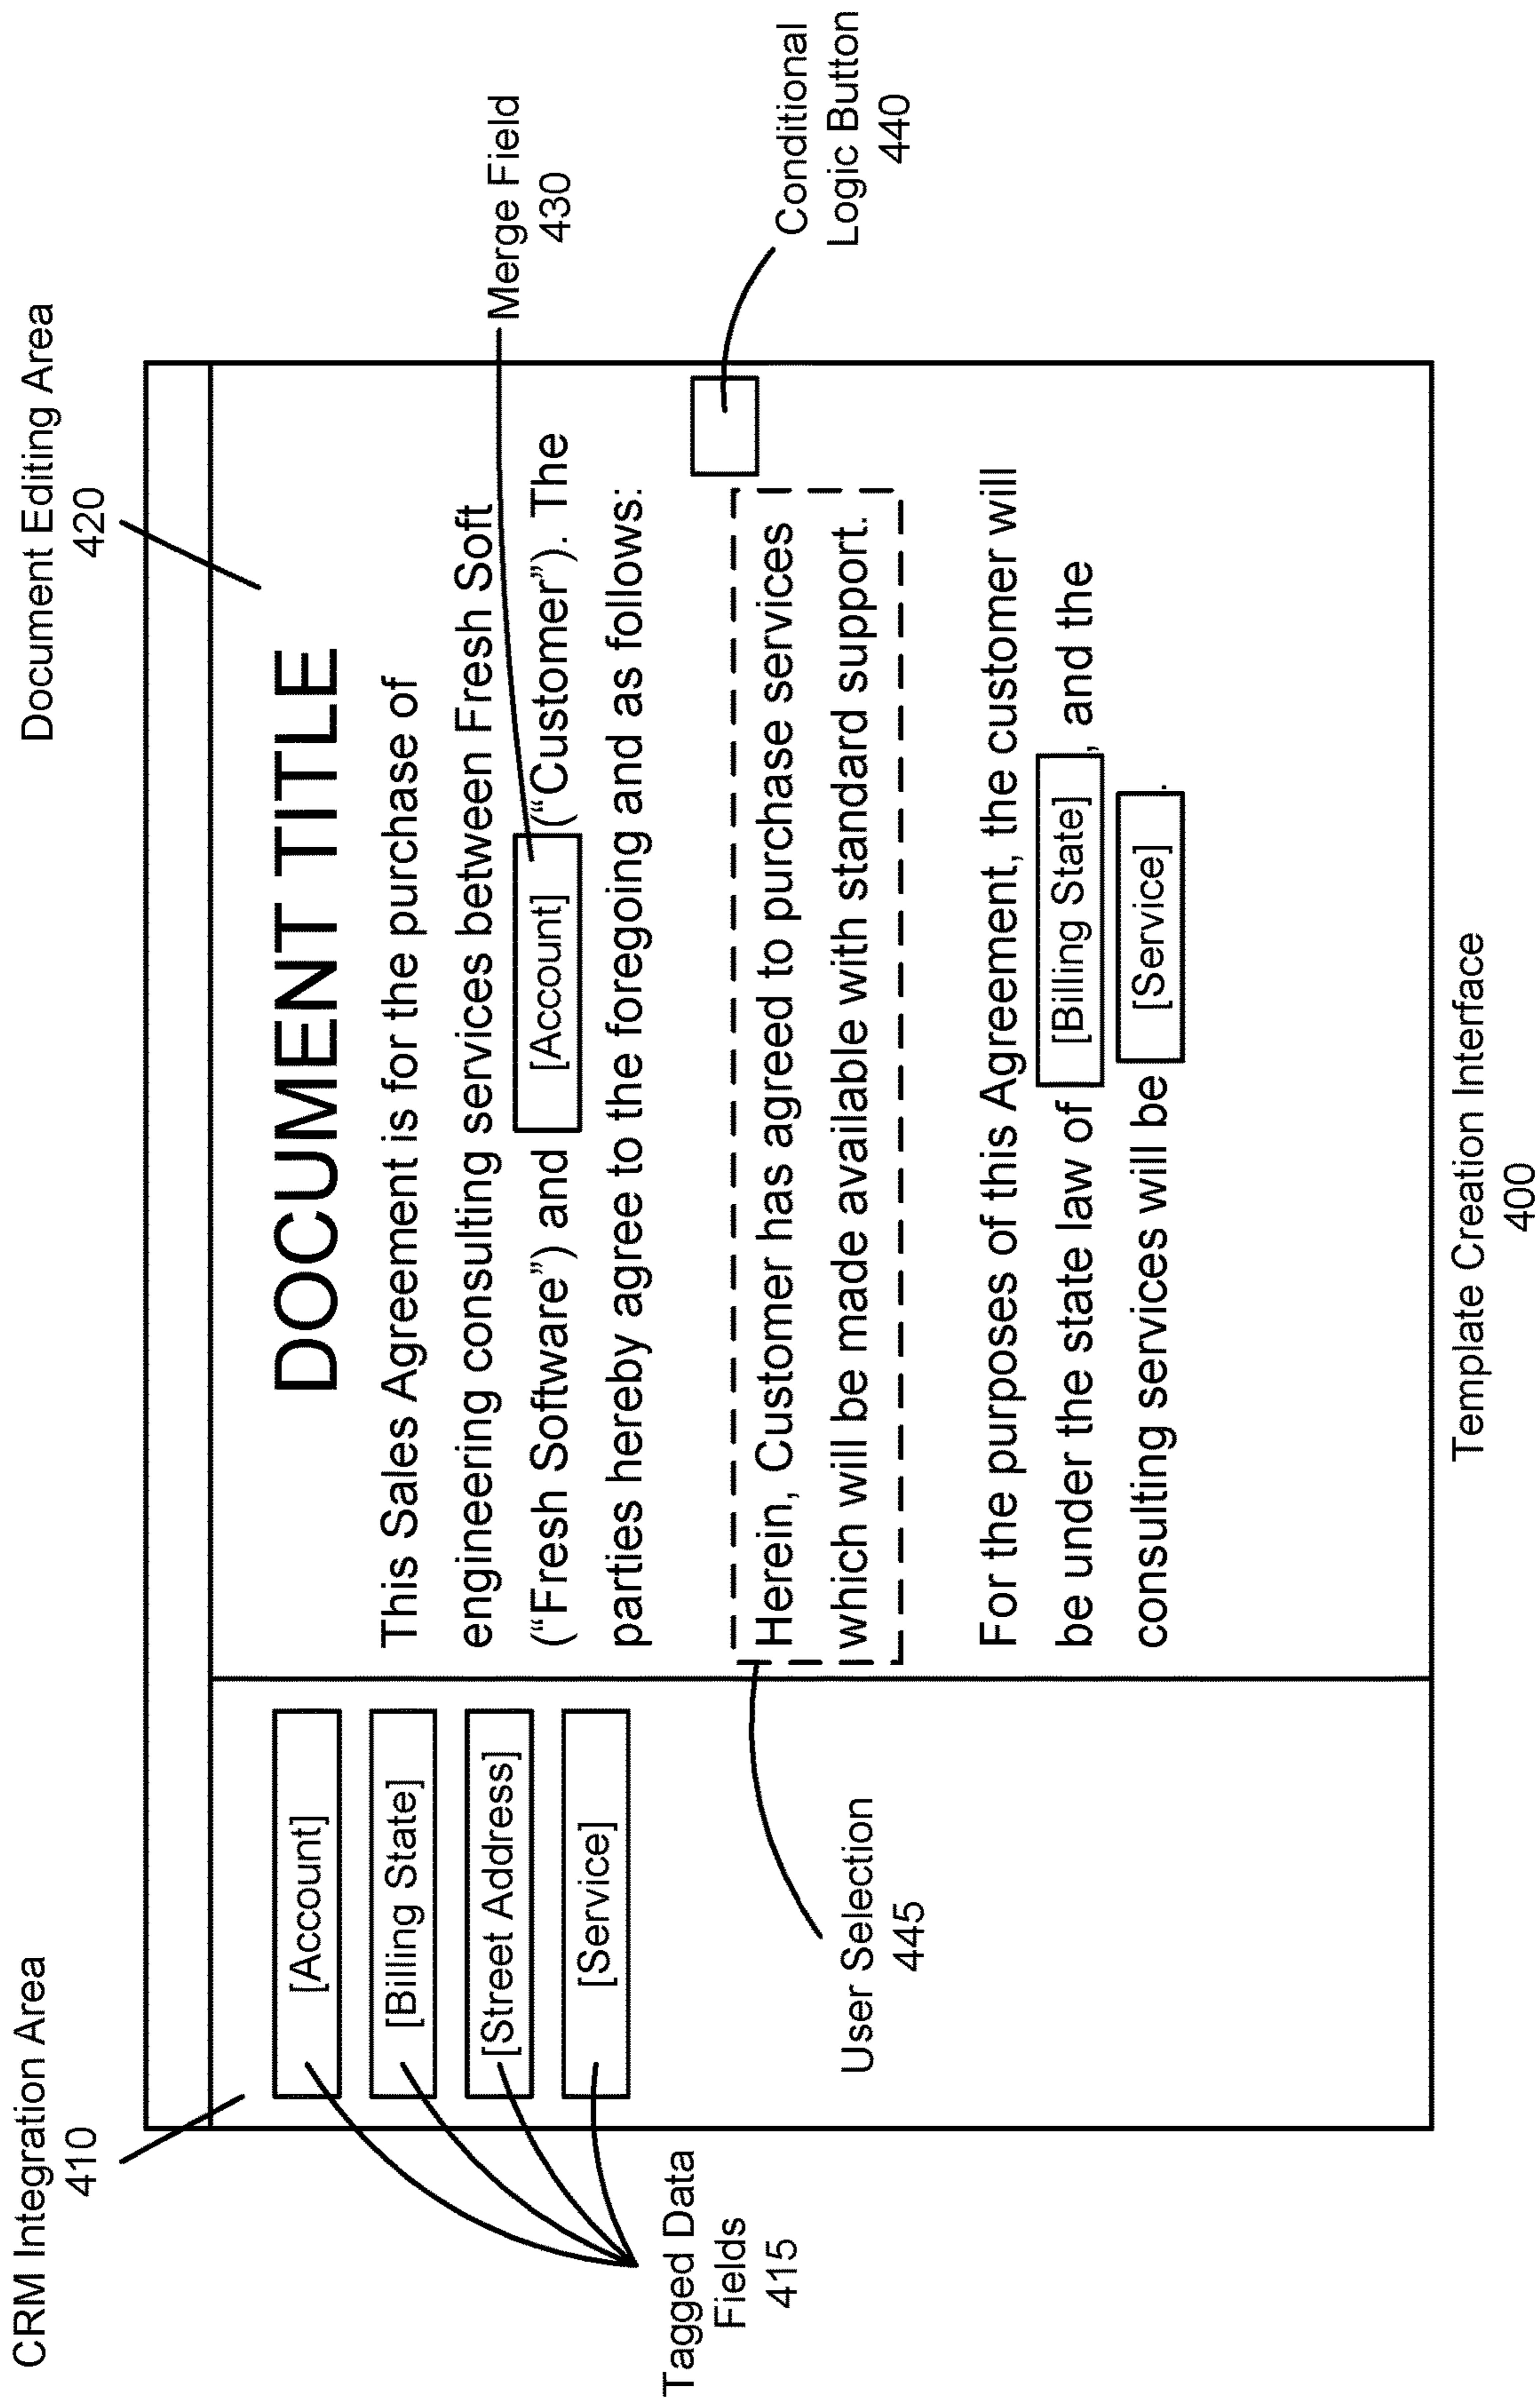 CRM Integration Area
410
Document Editing Area
420
DOCUMENT TITLE
[Account]
[Billing State]
[Street Address]
[Service]
Tagged Data
Fields
415
This Sales Agreement is for the purchase of
engineering consulting services between Fresh Soft
(“Fresh Software”) and [Account] (“Customer”). The
parties hereby agree to the foregoing and as follows:
Merge Field
430
Herein, Customer has agreed to purchase services
which will be made available with standard support.
Conditional
Logic Button
440
User Selection
445
For the purposes of this Agreement, the customer will
be under the state law of [Billing State], and the
consulting services will be [Service].
Template Creation Interface
400